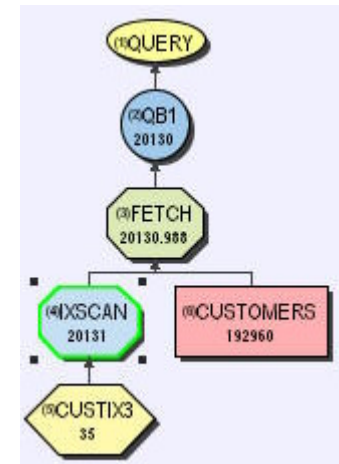 (1)QUERY
(2)QB1
20130
(3)FETCH
20130.988
(4)IXSCAN
20131
(6)CUSTOMERS
192960
(5)CUSTIX3
35